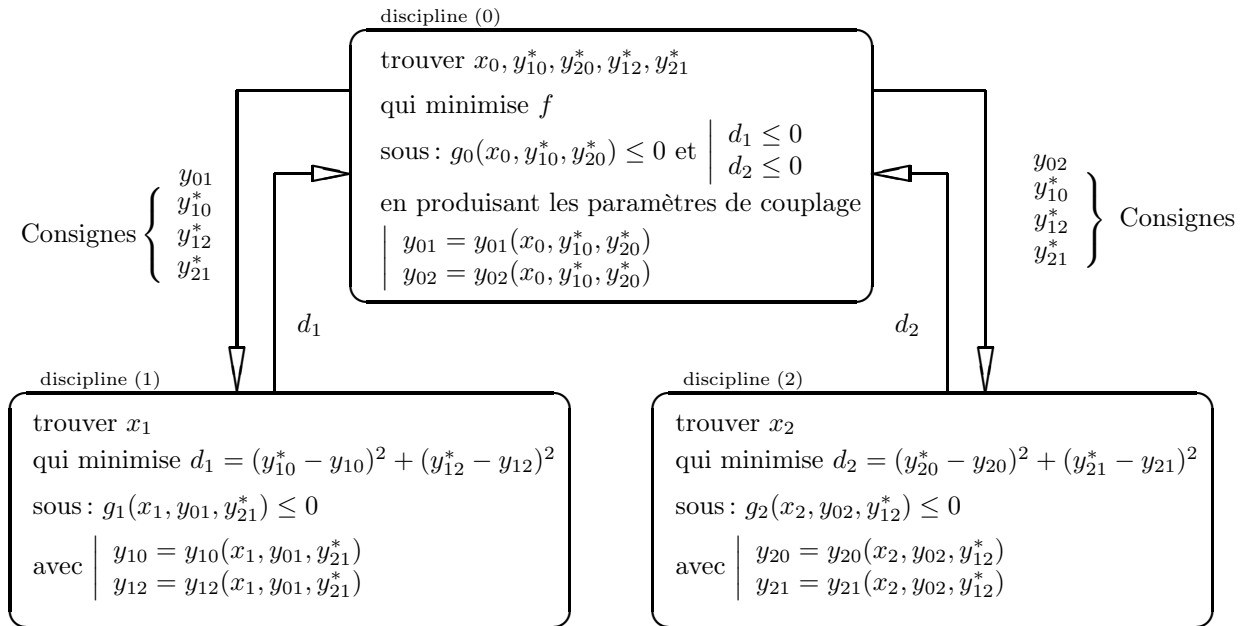 discipline (0)
trouver $x_0, y_{10}^*, y_{20}^*, y_{12}^*, y_{21}^*$
qui minimise $f$
sous : $g_0(x_0, y_{10}^*, y_{20}^*) \leq 0$ et
$d_1 \leq 0$
$d_2 \leq 0$
en produisant les paramètres de couplage
$y_{01} = y_{01}(x_0, y_{10}^*, y_{20}^*)$
$y_{02} = y_{02}(x_0, y_{10}^*, y_{20}^*)$
Consignes
$y_{01}$
$y_{10}^*$
$y_{12}^*$
$y_{21}^*$
$y_{02}$
$y_{10}^*$
$y_{12}^*$
$y_{21}^*$
Consignes
$d_1$
$d_2$
discipline (1)
trouver $x_1$
qui minimise $d_1 = (y_{10}^* - y_{10})^2 + (y_{12}^* - y_{12})^2$
sous : $g_1(x_1, y_{01}, y_{21}^*) \leq 0$
avec
$y_{10} = y_{10}(x_1, y_{01}, y_{21}^*)$
$y_{12} = y_{12}(x_1, y_{01}, y_{21}^*)$
discipline (2)
trouver $x_2$
qui minimise $d_2 = (y_{20}^* - y_{20})^2 + (y_{21}^* - y_{21})^2$
sous : $g_2(x_2, y_{02}, y_{12}^*) \leq 0$
avec
$y_{20} = y_{20}(x_2, y_{02}, y_{12}^*)$
$y_{21} = y_{21}(x_2, y_{02}, y_{12}^*)$